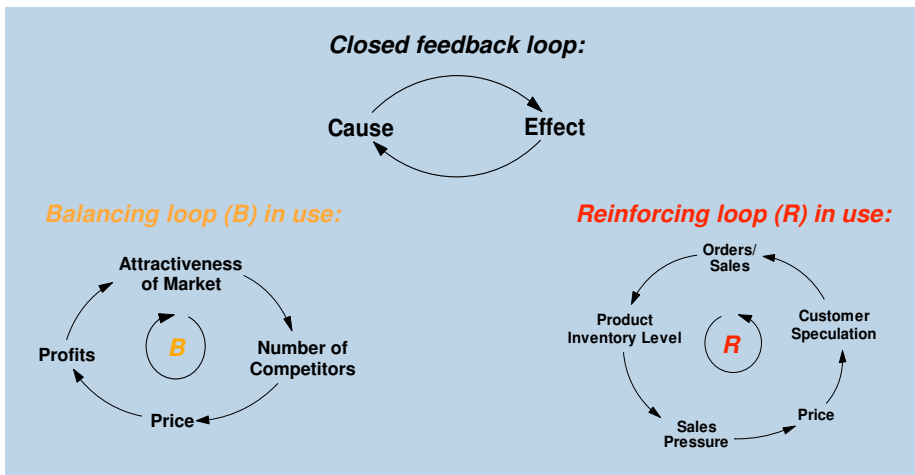 Closed feedback loop:
Cause
Effect
Balancing loop (B) in use:
Attractiveness
of Market
Profits
B
Number of
Competitors
Price
Reinforcing loop (R) in use:
Orders/
Sales
Product
Inventory Level
R
Customer
Speculation
Sales
Pressure
Price